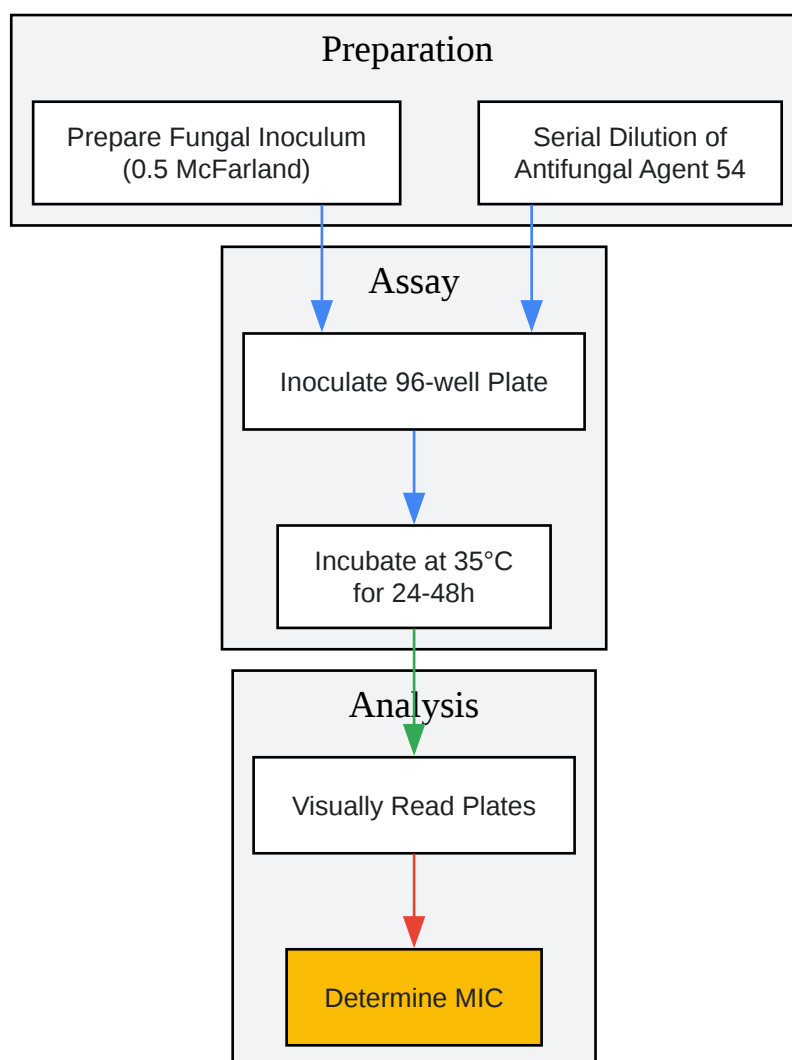 Preparation
Prepare Fungal Inoculum
(0.5 McFarland)
Serial Dilution of
Antifungal Agent 54
Assay
Inoculate 96-well Plate
Incubate at 35°C
for 24-48h
Analysis
Visually Read Plates
Determine MIC